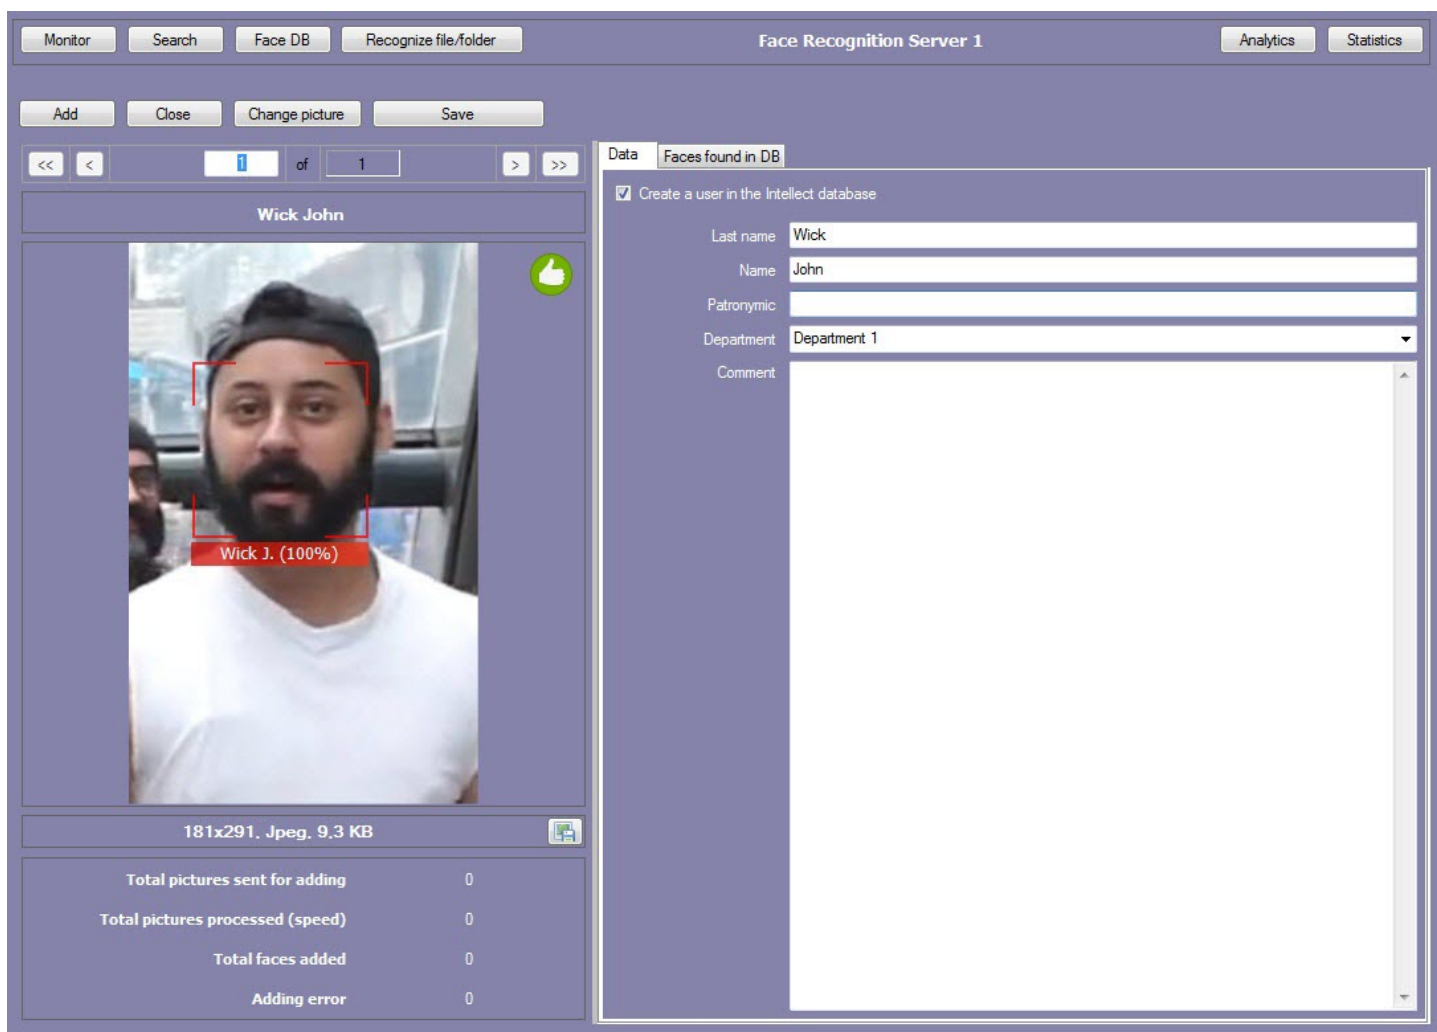 Monitor
Search
Face DB
Recognize file/folder
Face Recognition Server 1
Analytics
Statistics
Add
Close
Change picture
Save
<<
<
1
of
1
>
>>
Wick John
Wick J. (100%)
181x291, Jpeg, 9,3 KB
Total pictures sent for adding 0
Total pictures processed (speed) 0
Total faces added 0
Adding error 0
Data
Faces found in DB
Create a user in the Intellect database
Last name Wick
Name John
Patronymic
Department Department 1
Comment